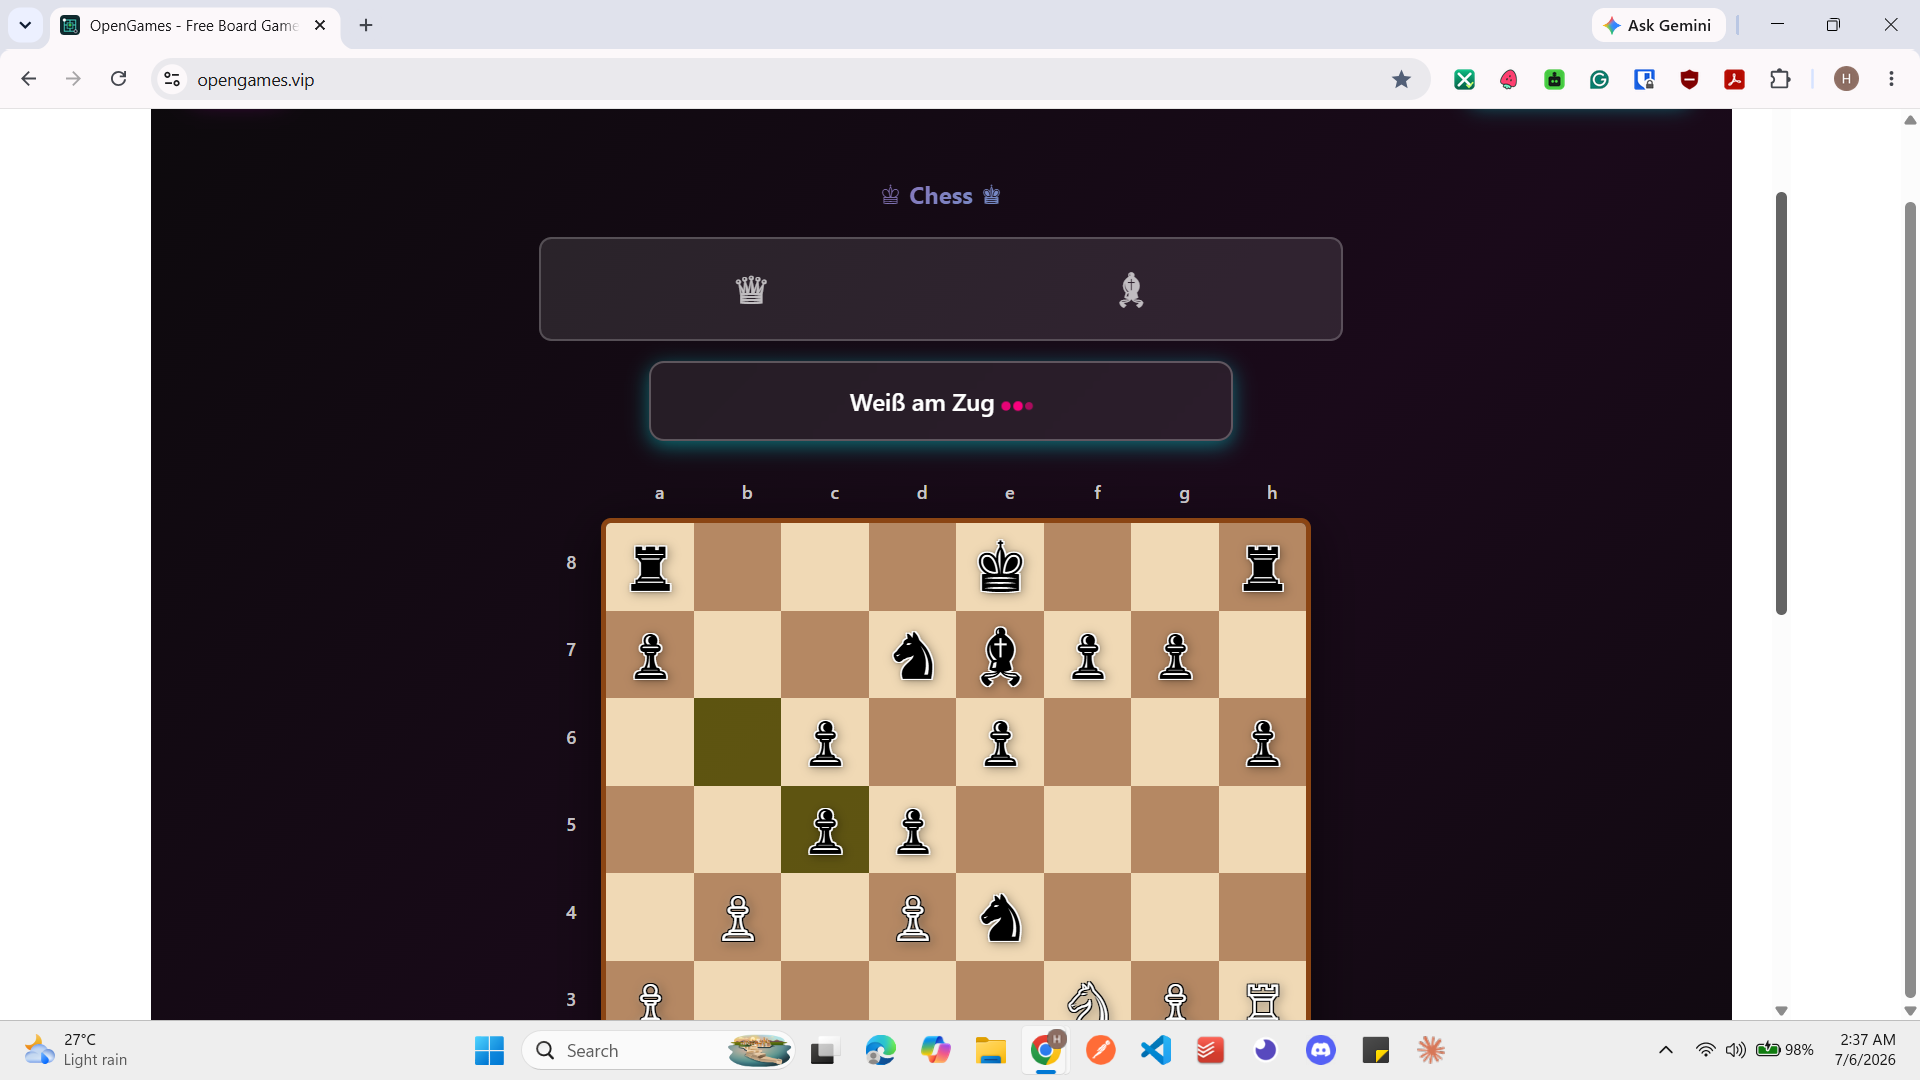 OpenGames - Free Board Game
Ask Gemini
opengames.vip
H
♔ Chess ♚
Weiß am Zug
a b c d e f g h
8
7
6
5
4
3
27°C
Light rain
Search
H
98%
2:37 AM
7/6/2026